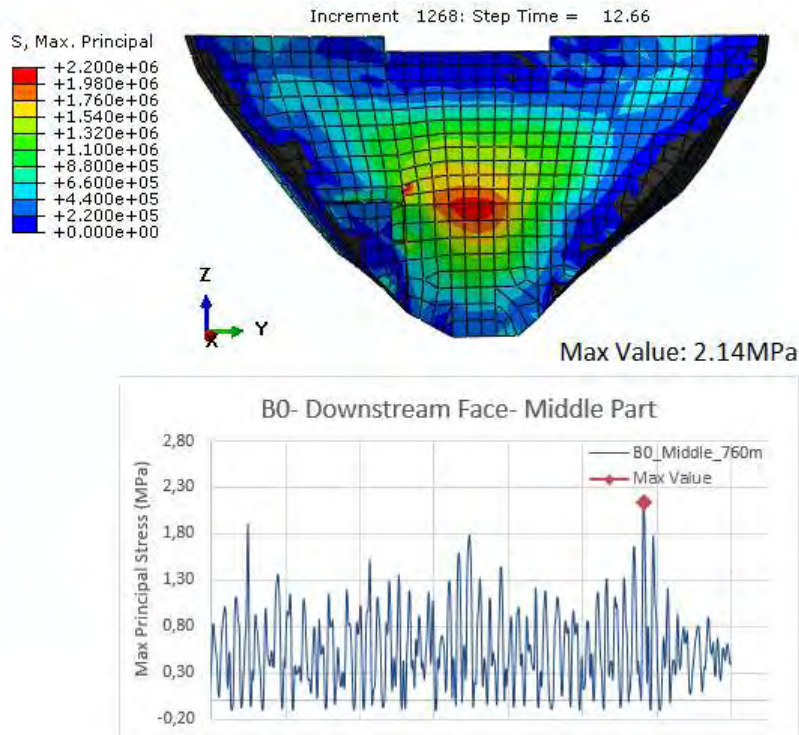 Increment 1268: Step Time = 12.66
S, Max. Principal
+2.200e+06
+1.980e+06
+1.760e+06
+1.540e+06
+1.320e+06
+1.100e+06
+8.800e+05
+6.600e+05
+4.400e+05
+2.200e+05
+0.000e+00
Z
Y
X
Max Value: 2.14MPa
B0- Downstream Face- Middle Part
Max Principal Stress (MPa)
2,80
2,30
1,80
1,30
0,80
0,30
-0,20
B0_Middle_760m
Max Value